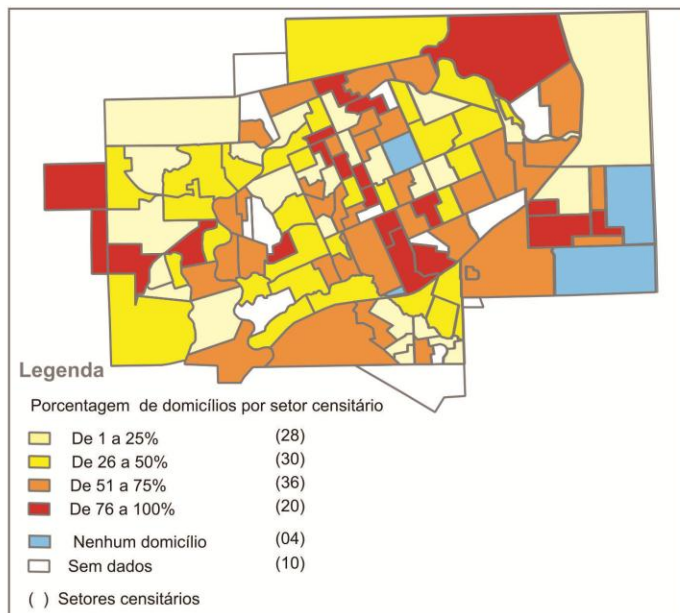 Legenda
Porcentagem de domicílios por setor censitário
De 1 a 25% (28)
De 26 a 50% (30)
De 51 a 75% (36)
De 76 a 100% (20)
Nenhum domicílio (04)
Sem dados (10)
( ) Setores censitários